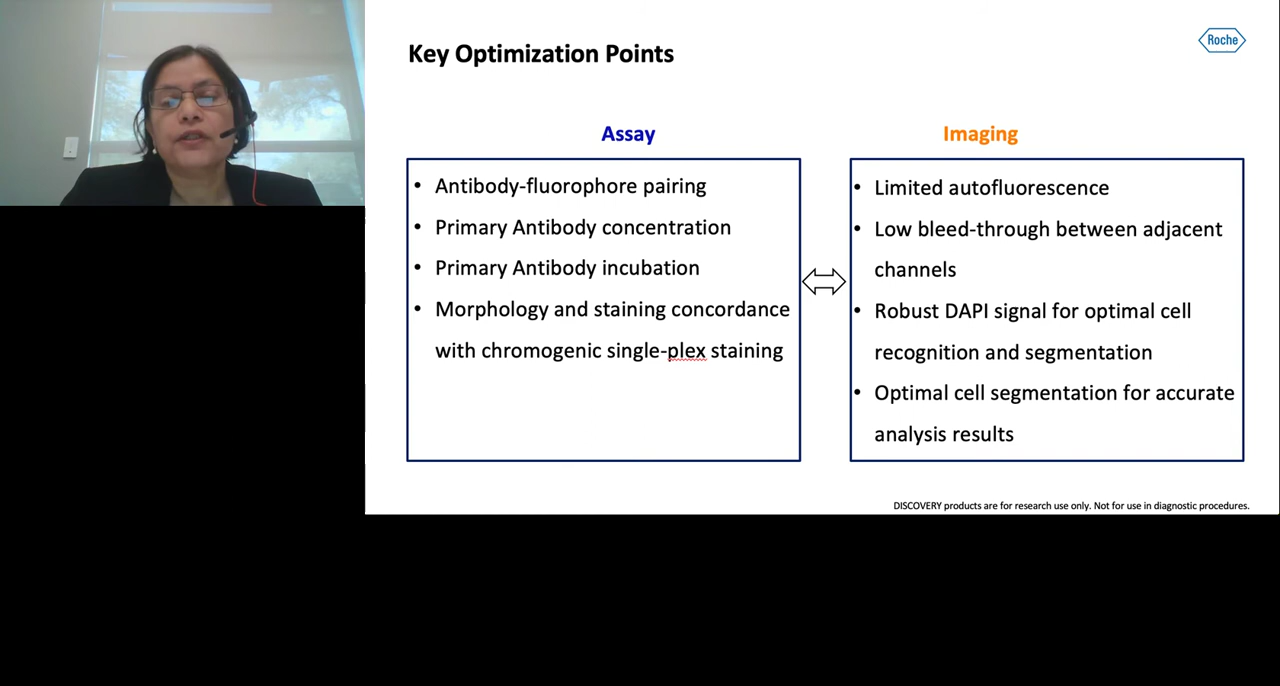 Key Optimization Points
Roche
Assay
• Antibody-fluorophore pairing
• Primary Antibody concentration
• Primary Antibody incubation
• Morphology and staining concordance
with chromogenic single-plex staining
Imaging
• Limited autofluorescence
• Low bleed-through between adjacent
channels
• Robust DAPI signal for optimal cell
recognition and segmentation
• Optimal cell segmentation for accurate
analysis results
DISCOVERY products are for research use only. Not for use in diagnostic procedures.